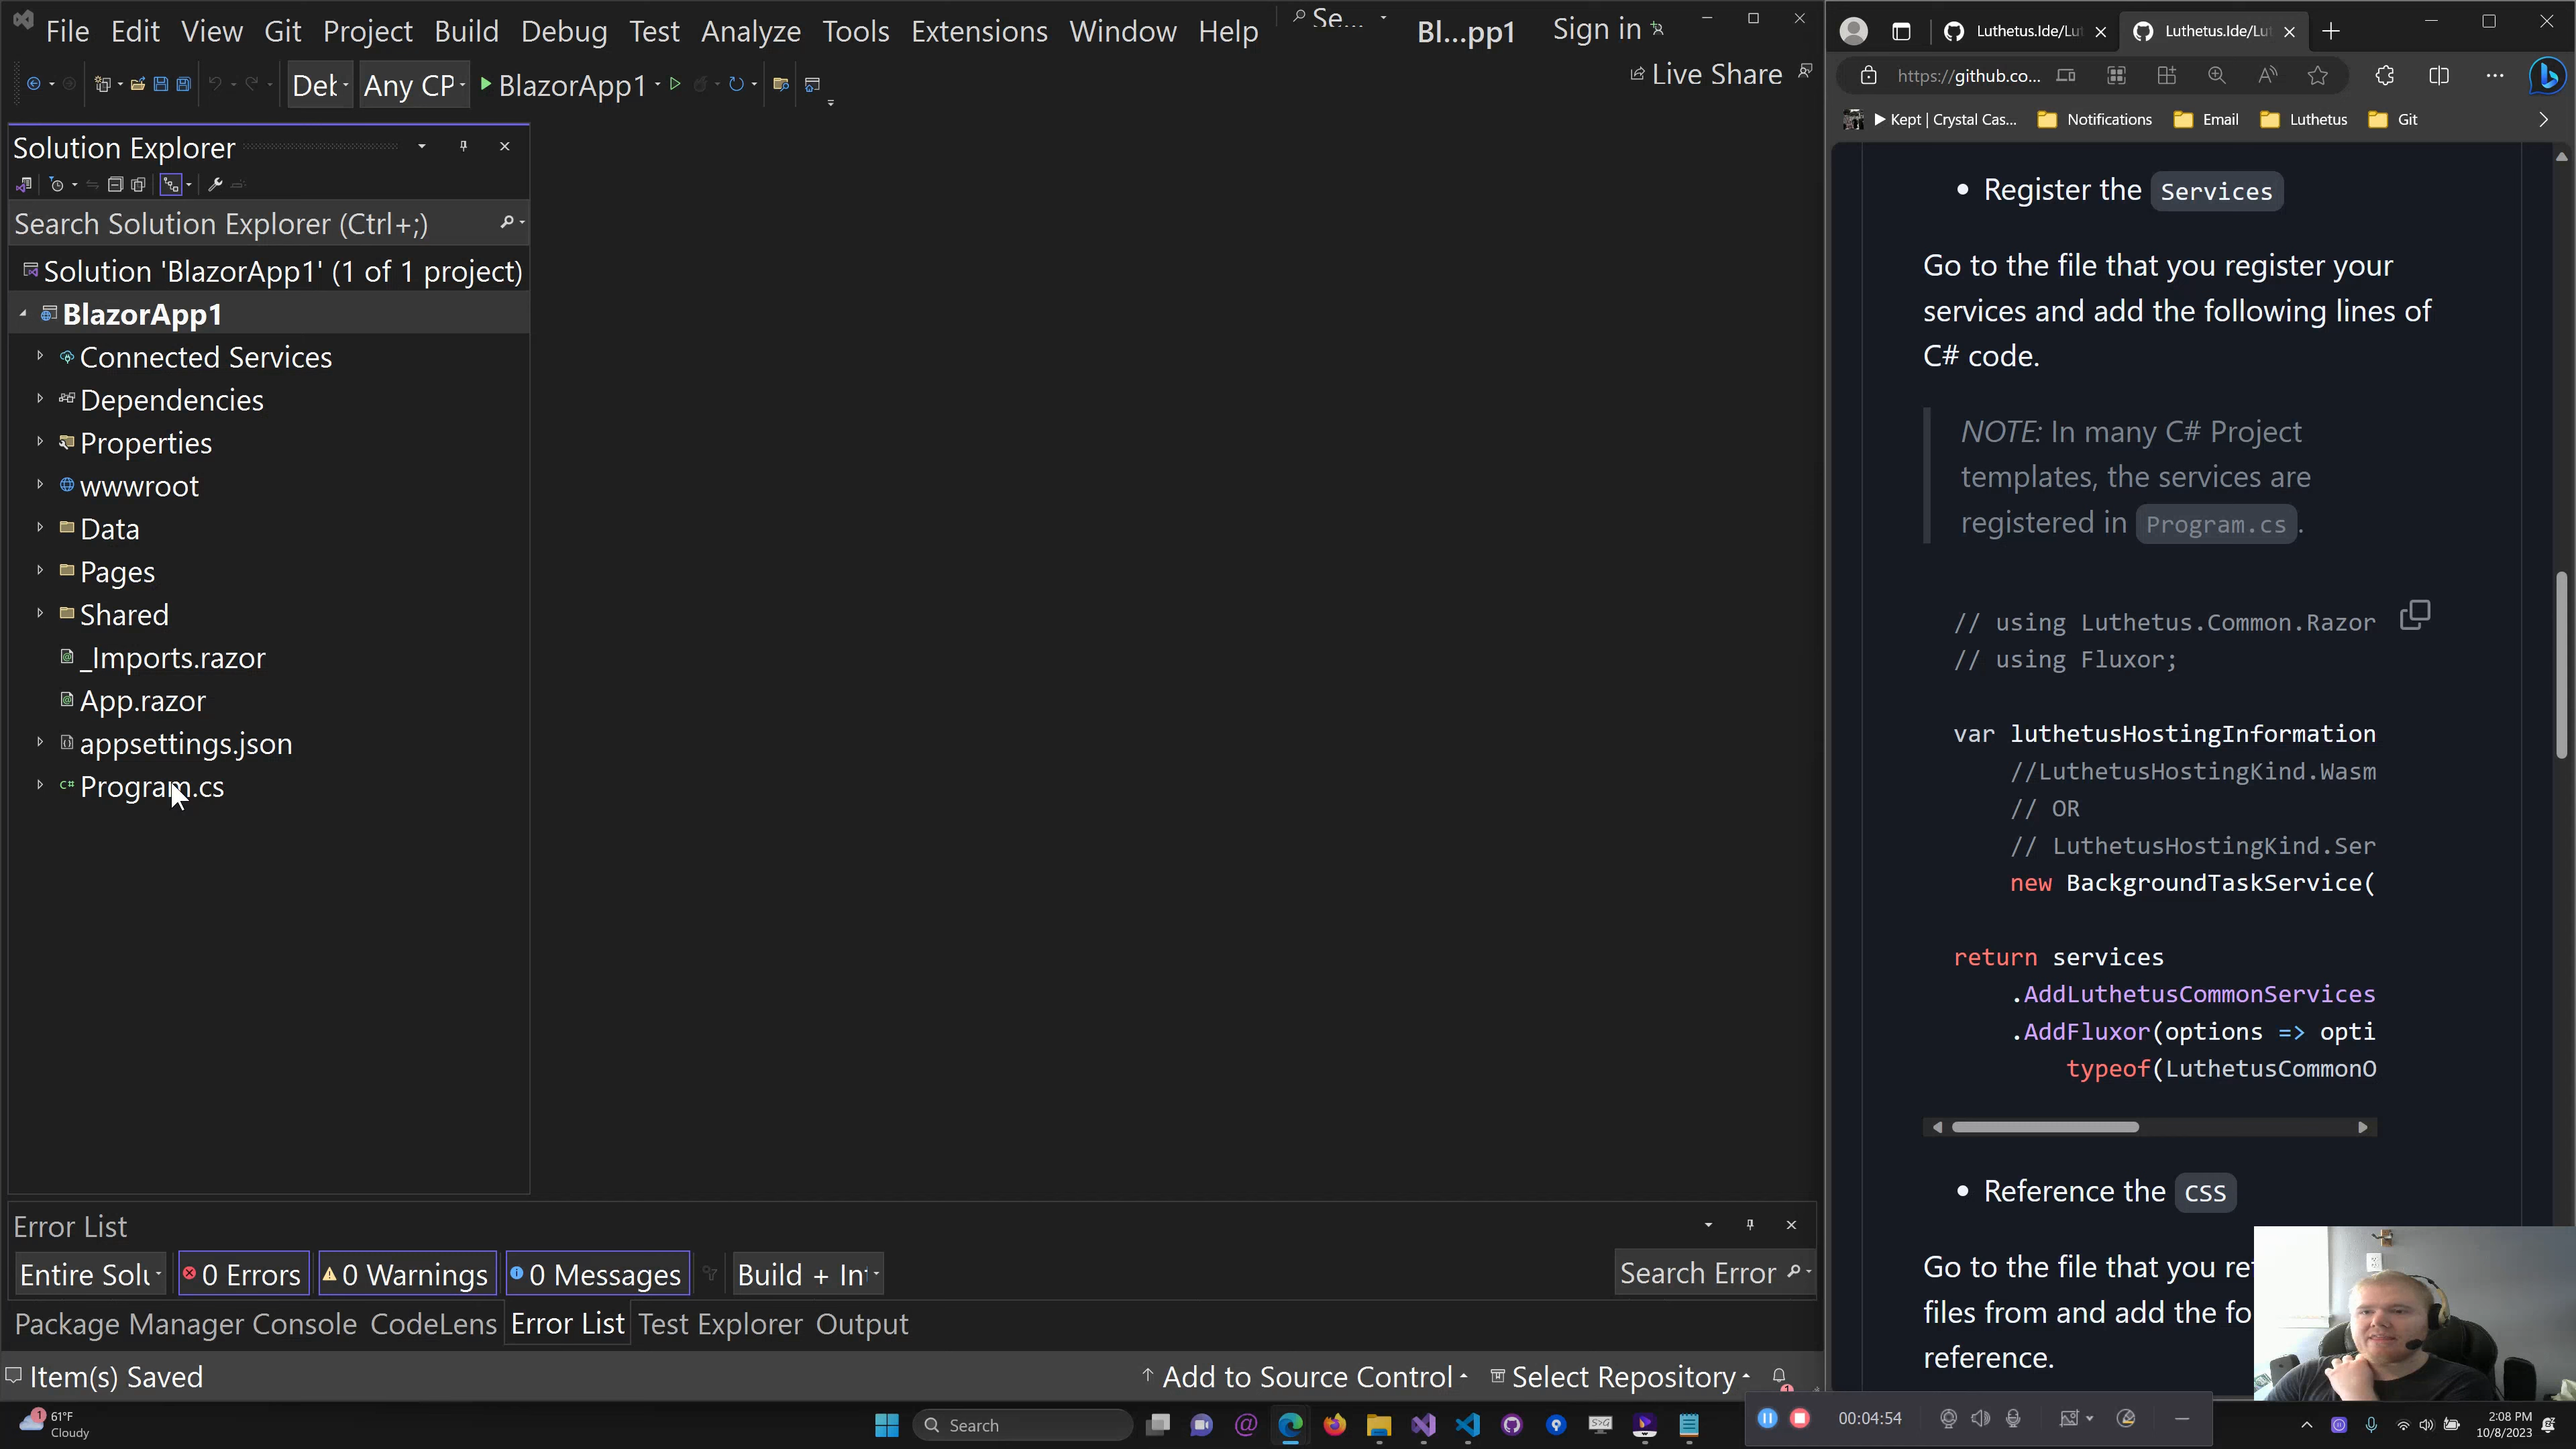 File Edit View Git Project Build Debug Test Analyze Tools Extensions Window Help Se... Bl...pp1 Sign in
Any CP BlazorApp1 Live Share
Solution Explorer
Search Solution Explorer (Ctrl+;)
Solution 'BlazorApp1' (1 of 1 project)
BlazorApp1
Connected Services
Dependencies
Properties
wwwroot
Data
Pages
Shared
_Imports.razor
App.razor
appsettings.json
C# Program.cs
Error List
Entire Solu 0 Errors 0 Warnings 0 Messages Build + Int Search Error
Package Manager Console CodeLens Error List Test Explorer Output
Item(s) Saved Add to Source Control Select Repository
Luthetus.Ide/Lut Luthetus.Ide/Lut
https://github.co...
Kept | Crystal Cas... Notifications Email Luthetus Git
• Register the Services
Go to the file that you register your
services and add the following lines of
C# code.
NOTE: In many C# Project
templates, the services are
registered in Program.cs.
// using Luthetus.Common.Razor
// using Fluxor;
var luthetusHostingInformation
//LuthetusHostingKind.Wasm
// OR
// LuthetusHostingKind.Ser
new BackgroundTaskService(
return services
.AddLuthetusCommonServices
.AddFluxor(options => opti
typeof(LuthetusCommonO
• Reference the css
Go to the file that you re
files from and add the fo
reference.
1 61°F
Cloudy
Search
00:04:54
2:08 PM
10/8/2023